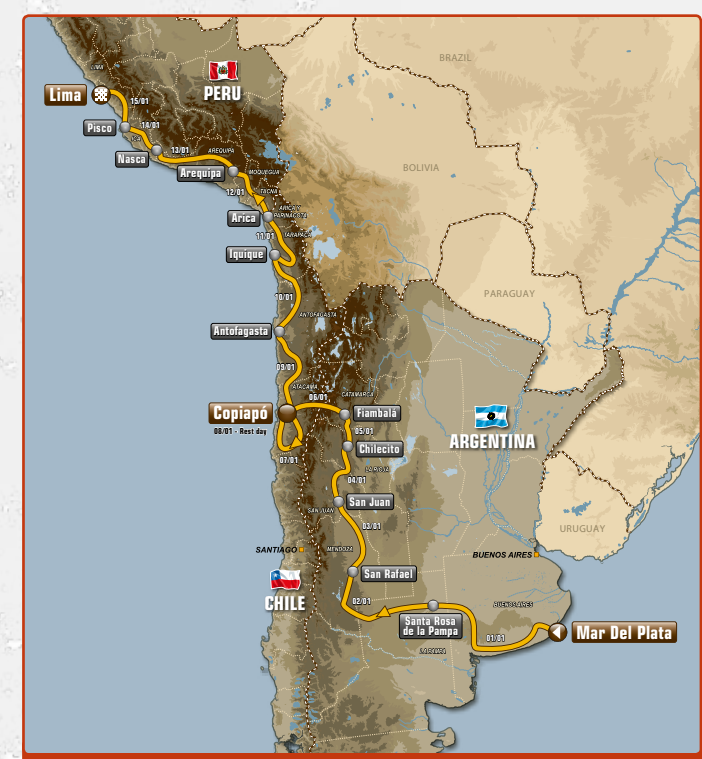 BRAZIL
LIMA
PERU
Lima
15/01
Pisco
14/01
ICA
Nasca
13/01
AREQUIPA
Arequipa
MOQUEGUA
BOLIVIA
12/01
TACNA
Arica
ARICA Y
PARINACOTA
11/01
TARAPACA
Iquique
10/01
PARAGUAY
ANTOFAGASTA
Antofagasta
09/01
ATACAMA
06/01
CATAMARCA
Copiapó
08/01 - Rest day
Fiambalá
05/01
ARGENTINA
Chilecito
07/01
LA RIOJA
04/01
San Juan
SAN JUAN
03/01
URUGUAY
SANTIAGO
MENDOZA
BUENOS AIRES
San Rafael
CHILE
02/01
BUENOS AIRES
Santa Rosa
de la Pampa
01/01
Mar Del Plata
LA PAMPA